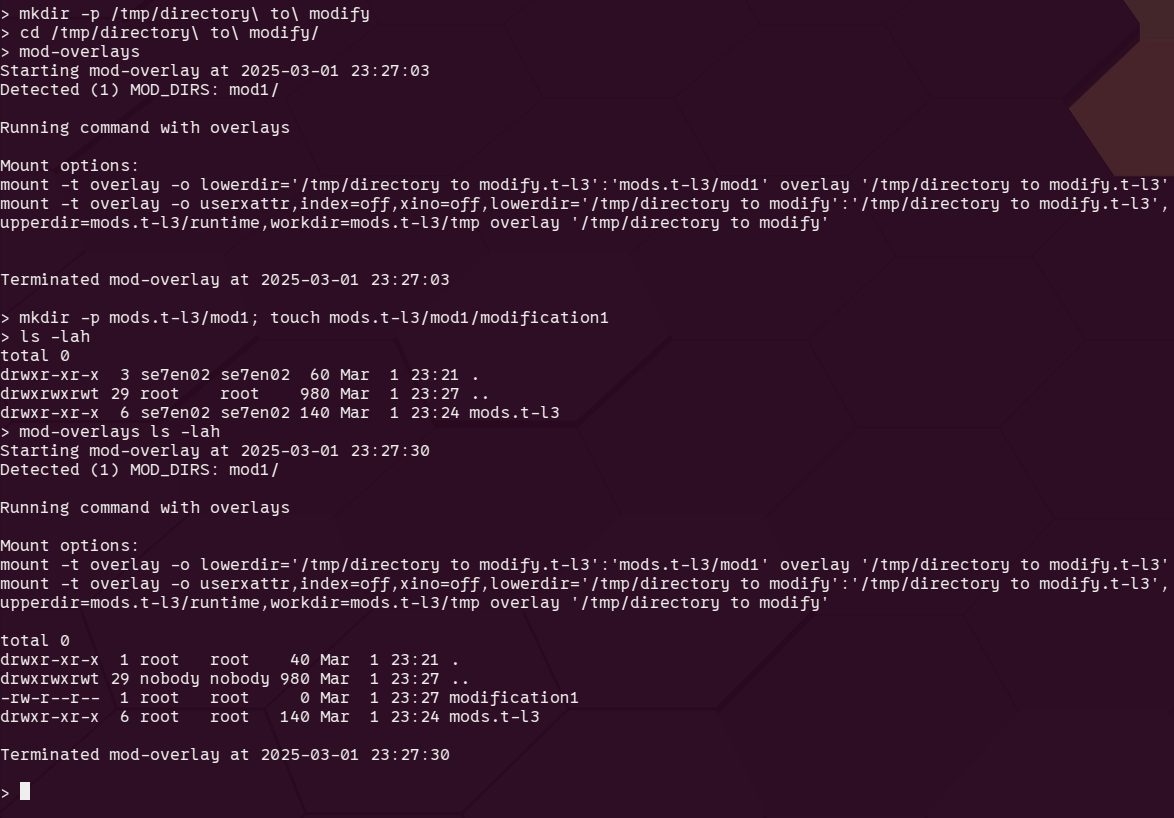 > mkdir -p /tmp/directory\ to\ modify
> cd /tmp/directory\ to\ modify/
> mod-overlays
Starting mod-overlay at 2025-03-01 23:27:03
Detected (1) MOD_DIRS: mod1/
Running command with overlays
Mount options:
mount -t overlay -o lowerdir='/tmp/directory to modify.t-l3':'mods.t-l3/mod1' overlay '/tmp/directory to modify.t-l3'
mount -t overlay -o userxattr,index=off,xino=off,lowerdir='/tmp/directory to modify':'/tmp/directory to modify.t-l3',
upperdir=mods.t-l3/runtime,workdir=mods.t-l3/tmp overlay '/tmp/directory to modify'
Terminated mod-overlay at 2025-03-01 23:27:03
> mkdir -p mods.t-l3/mod1; touch mods.t-l3/mod1/modification1
> ls -lah
total 0
drwxr-xr-x  3 se7en02 se7en02  60 Mar  1 23:21 .
drwxrwxrwt 29 root    root    980 Mar  1 23:27 ..
drwxr-xr-x  6 se7en02 se7en02 140 Mar  1 23:24 mods.t-l3
> mod-overlays ls -lah
Starting mod-overlay at 2025-03-01 23:27:30
Detected (1) MOD_DIRS: mod1/
Running command with overlays
Mount options:
mount -t overlay -o lowerdir='/tmp/directory to modify.t-l3':'mods.t-l3/mod1' overlay '/tmp/directory to modify.t-l3'
mount -t overlay -o userxattr,index=off,xino=off,lowerdir='/tmp/directory to modify':'/tmp/directory to modify.t-l3',
upperdir=mods.t-l3/runtime,workdir=mods.t-l3/tmp overlay '/tmp/directory to modify'
total 0
drwxr-xr-x  1 root   root    40 Mar  1 23:21 .
drwxrwxrwt 29 nobody nobody 980 Mar  1 23:27 ..
-rw-r--r--  1 root   root     0 Mar  1 23:27 modification1
drwxr-xr-x  6 root   root   140 Mar  1 23:24 mods.t-l3
Terminated mod-overlay at 2025-03-01 23:27:30
>